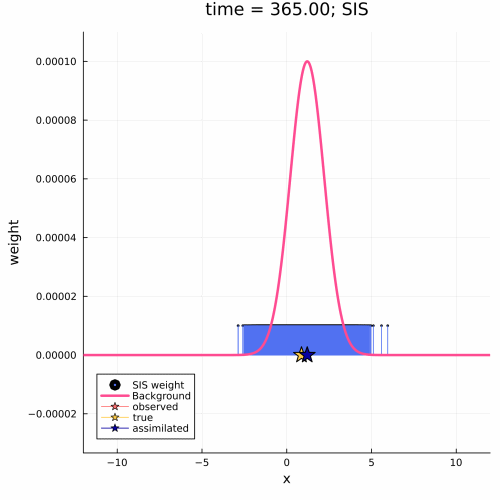 time = 365.00; SIS
weight
0.00010
0.00008
0.00006
0.00004
0.00002
0.00000
−0.00002
SIS weight
Background
observed
true
assimilated
−10
−5
0
5
10
x